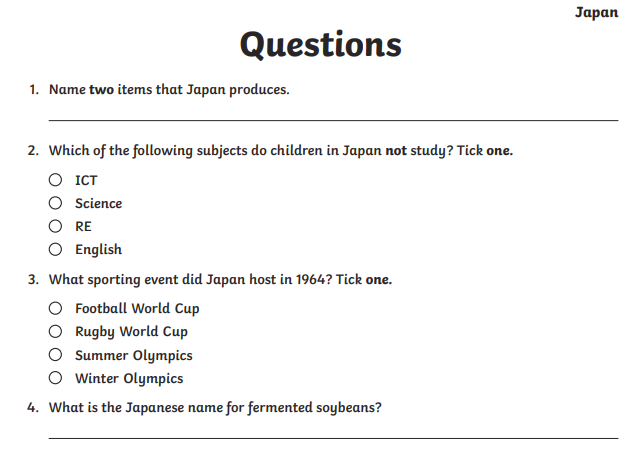 Japan
Questions
1. Name two items that Japan produces.
2. Which of the following subjects do children in Japan not study? Tick one.
ICT
Science
RE
English
3. What sporting event did Japan host in 1964? Tick one.
Football World Cup
Rugby World Cup
Summer Olympics
Winter Olympics
4. What is the Japanese name for fermented soybeans?